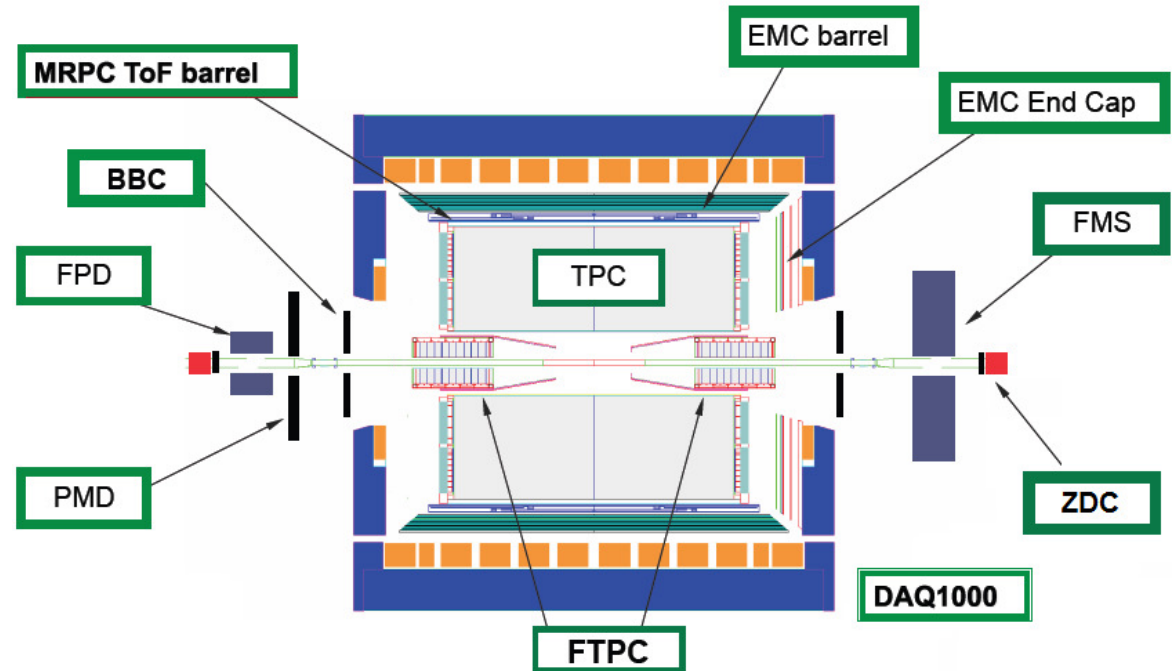 EMC barrel
MRPC ToF barrel
EMC End Cap
BBC
FMS
FPD
TPC
PMD
ZDC
DAQ1000
FTPC